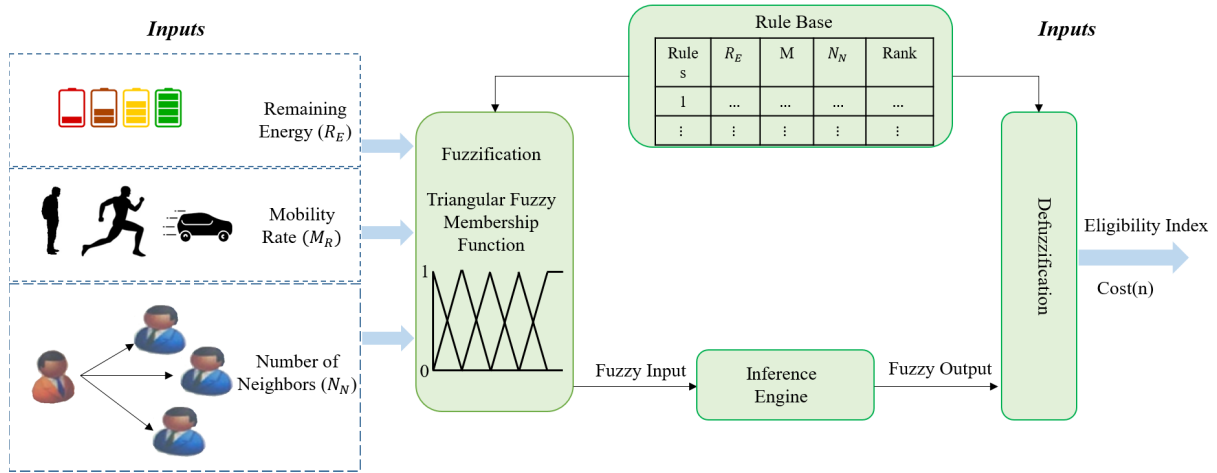 Inputs
Remaining
Energy (R_E)
Mobility
Rate (M_R)
Number of
Neighbors (N_N)
Fuzzification
Triangular Fuzzy
Membership
Function
1
0
Rule Base
Rule
s
R_E
M
N_N
Rank
1
...
...
...
...
⋮
⋮
⋮
⋮
⋮
Fuzzy Input
Inference
Engine
Fuzzy Output
Defuzzification
Inputs
Eligibility Index
Cost(n)